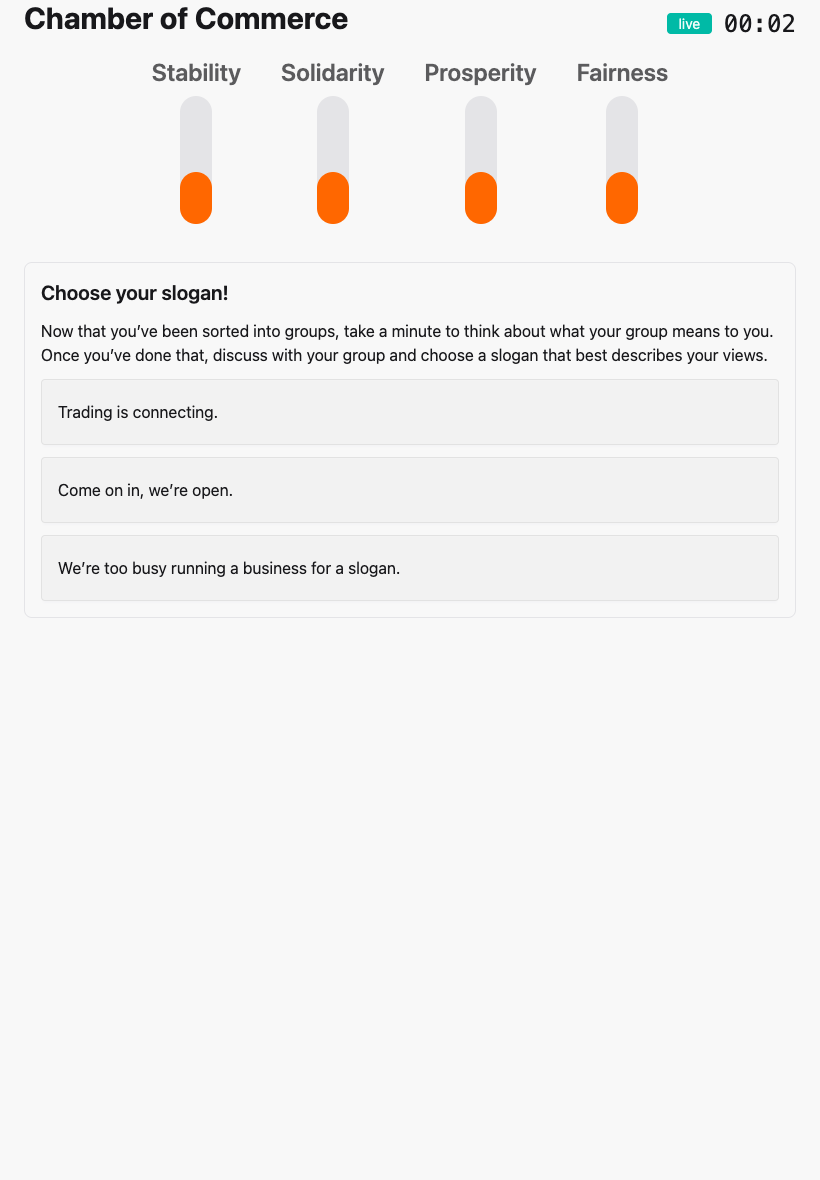 Chamber of Commerce
live 00:02
Stability Solidarity Prosperity Fairness
Choose your slogan!
Now that you’ve been sorted into groups, take a minute to think about what your group means to you.
Once you’ve done that, discuss with your group and choose a slogan that best describes your views.
Trading is connecting.
Come on in, we’re open.
We’re too busy running a business for a slogan.